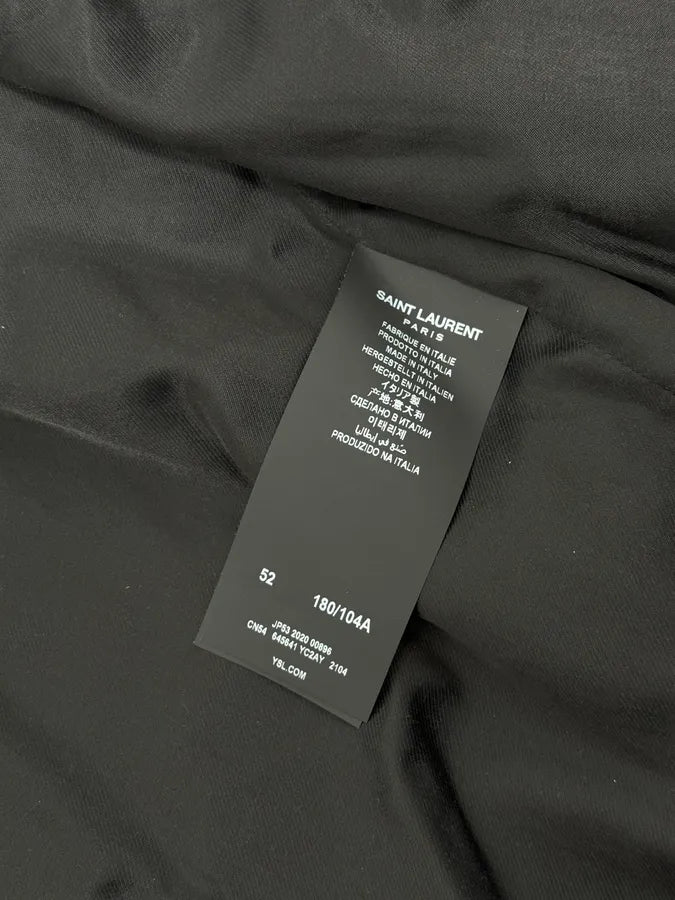 SAINT LAURENT
PARIS
FABRIQUE EN ITALIE
PRODOTTO IN ITALIA
MADE IN ITALY
HERGESTELLT IN ITALIEN
HECHO EN ITALIA
イタリア製
产地:意大利
СДЕЛАНО В ИТАЛИИ
이태리제
صنع في إيطاليا
PRODUZIDO NA ITALIA
52 180/104A
JP53 2020 00896
CN54 645641 YC2AY 2104
YSL.COM